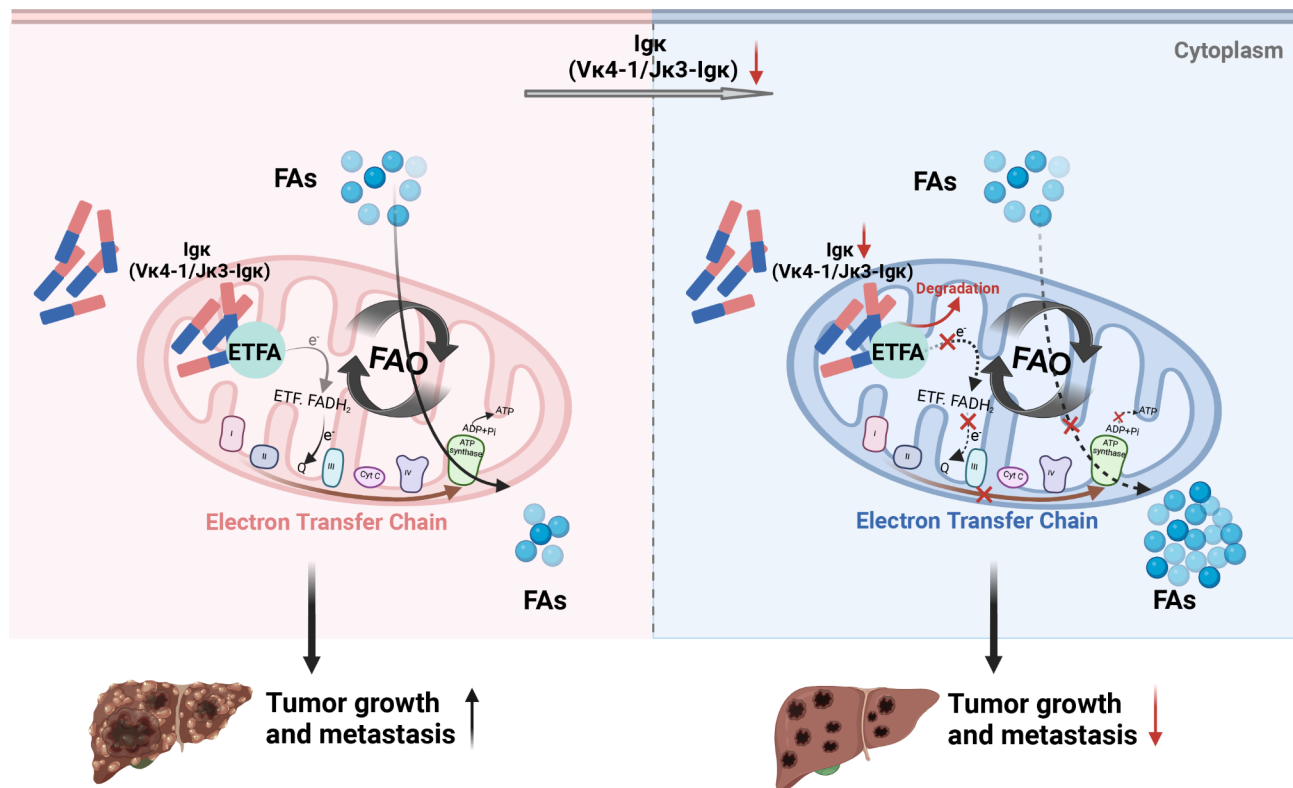 Igκ
(Vκ4-1/Jκ3-Igκ)
Cytoplasm
FAs
Igκ
(Vκ4-1/Jκ3-Igκ)
ETFA
e-
FAO
ETF. FADH2
e-
Q
I
II
III
Cyt C
IV
ATP
synthase
ADP+Pi
ATP
Electron Transfer Chain
FAs
Tumor growth
and metastasis
FAs
Igκ
(Vκ4-1/Jκ3-Igκ)
Degradation
ETFA
e-
FAO
ETF. FADH2
e-
Q
I
II
III
Cyt C
IV
ATP
synthase
ADP+Pi
ATP
Electron Transfer Chain
FAs
Tumor growth
and metastasis